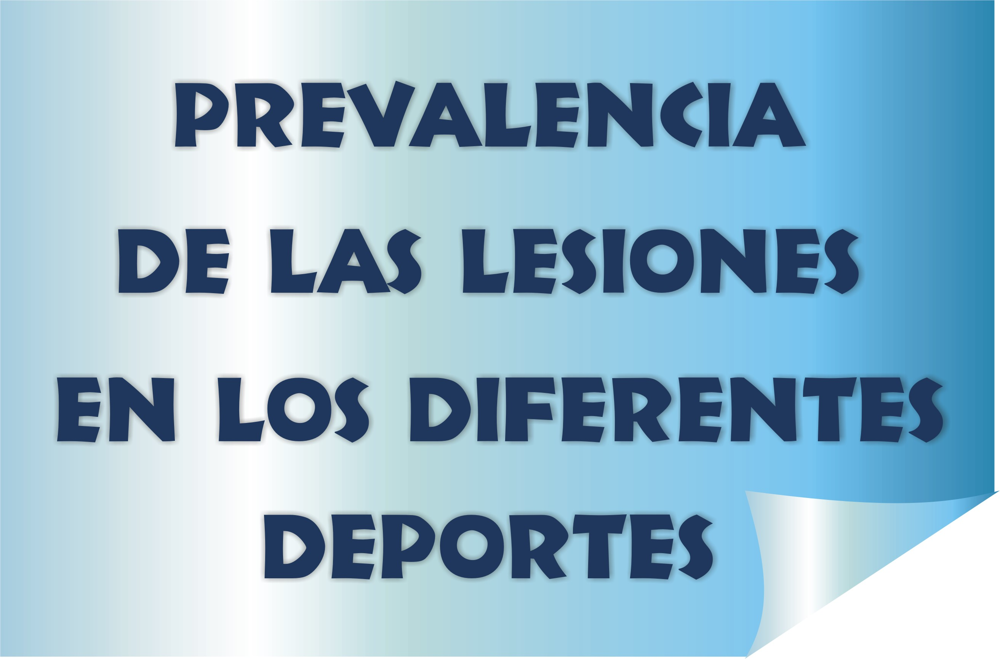 PREVALENCIA
DE LAS LESIONES
EN LOS DIFERENTES
DEPORTES